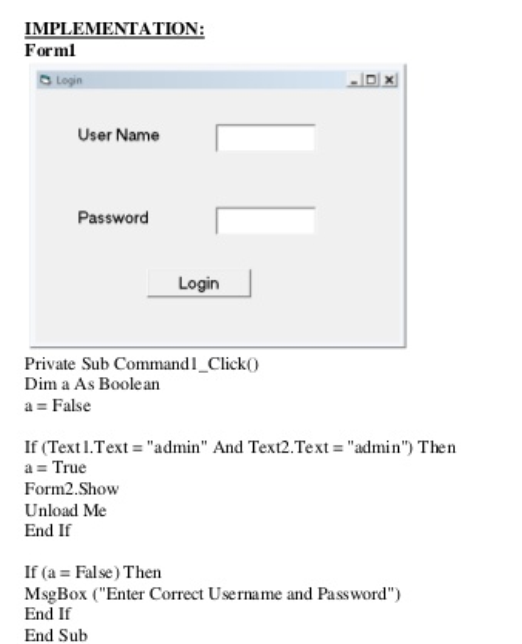 IMPLEMENTATION:
Form1
Login
User Name
Password
Login
Private Sub Command1_Click()
Dim a As Boolean
a = False
If (Text1.Text = "admin" And Text2.Text = "admin") Then
a = True
Form2.Show
Unload Me
End If
If (a = False) Then
MsgBox ("Enter Correct Username and Password")
End If
End Sub